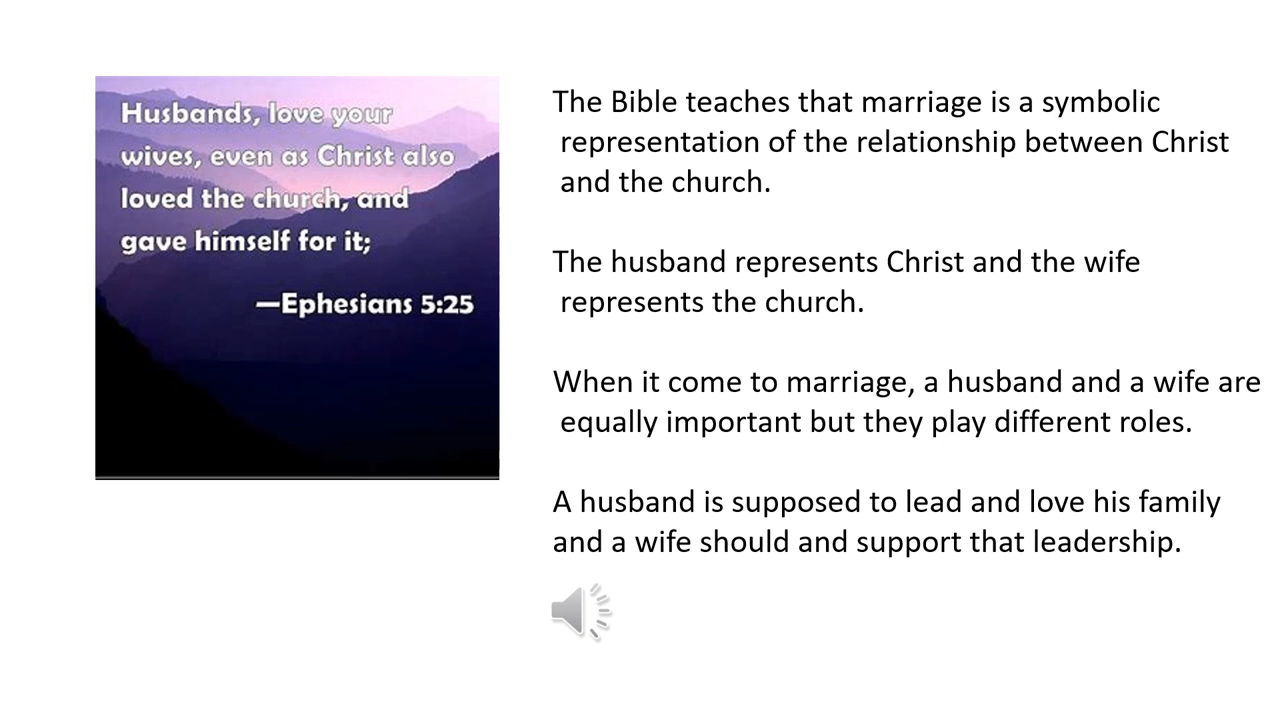 Husbands, love your
wives, even as Christ also
loved the church, and
gave himself for it;
—Ephesians 5:25
The Bible teaches that marriage is a symbolic
representation of the relationship between Christ
and the church.
The husband represents Christ and the wife
represents the church.
When it come to marriage, a husband and a wife are
equally important but they play different roles.
A husband is supposed to lead and love his family
and a wife should and support that leadership.